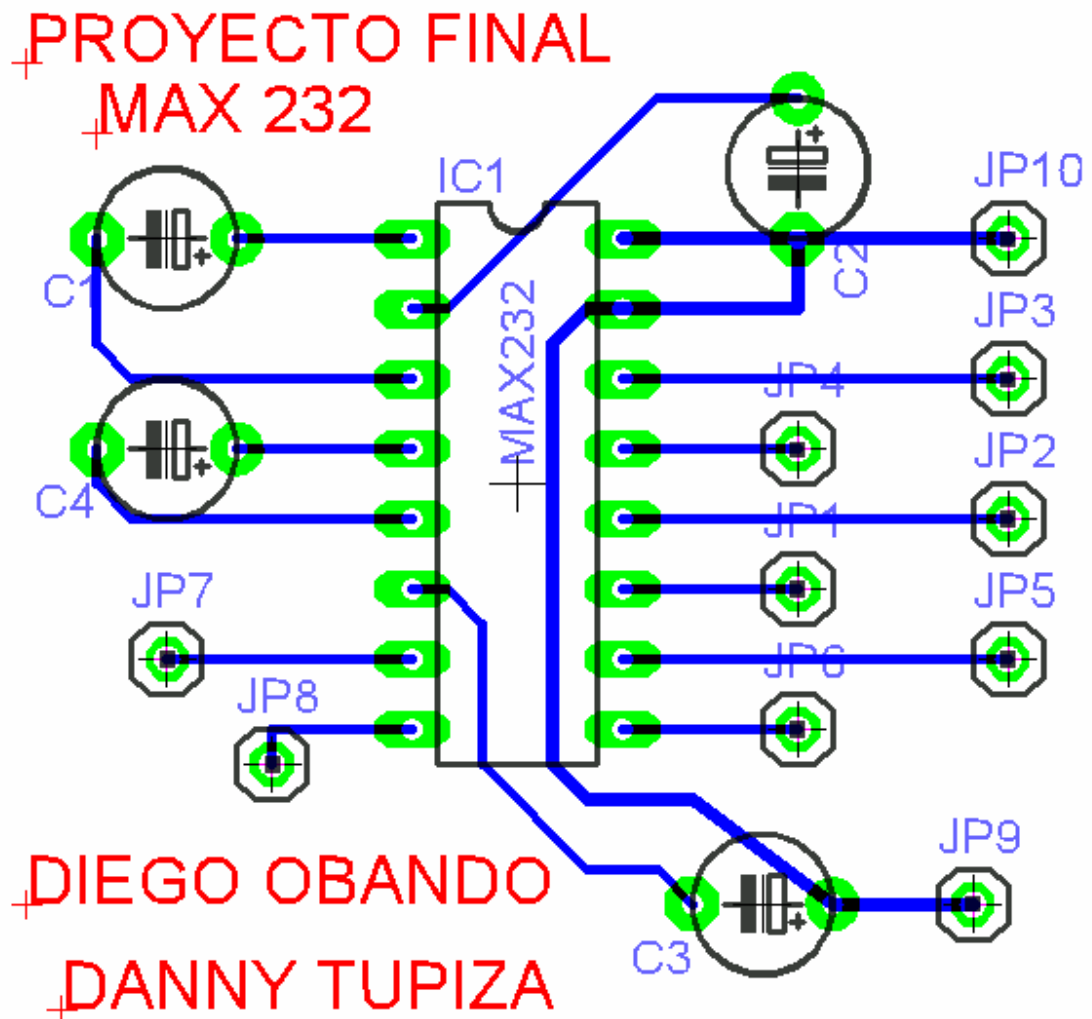 PROYECTO FINAL
MAX 232
IC1
JP10
C1
C2
MAX232
JP3
JP4
C4
JP2
JP1
JP7
JP5
JP8
JP6
DIEGO OBANDO
JP9
C3
DANNY TUPIZA